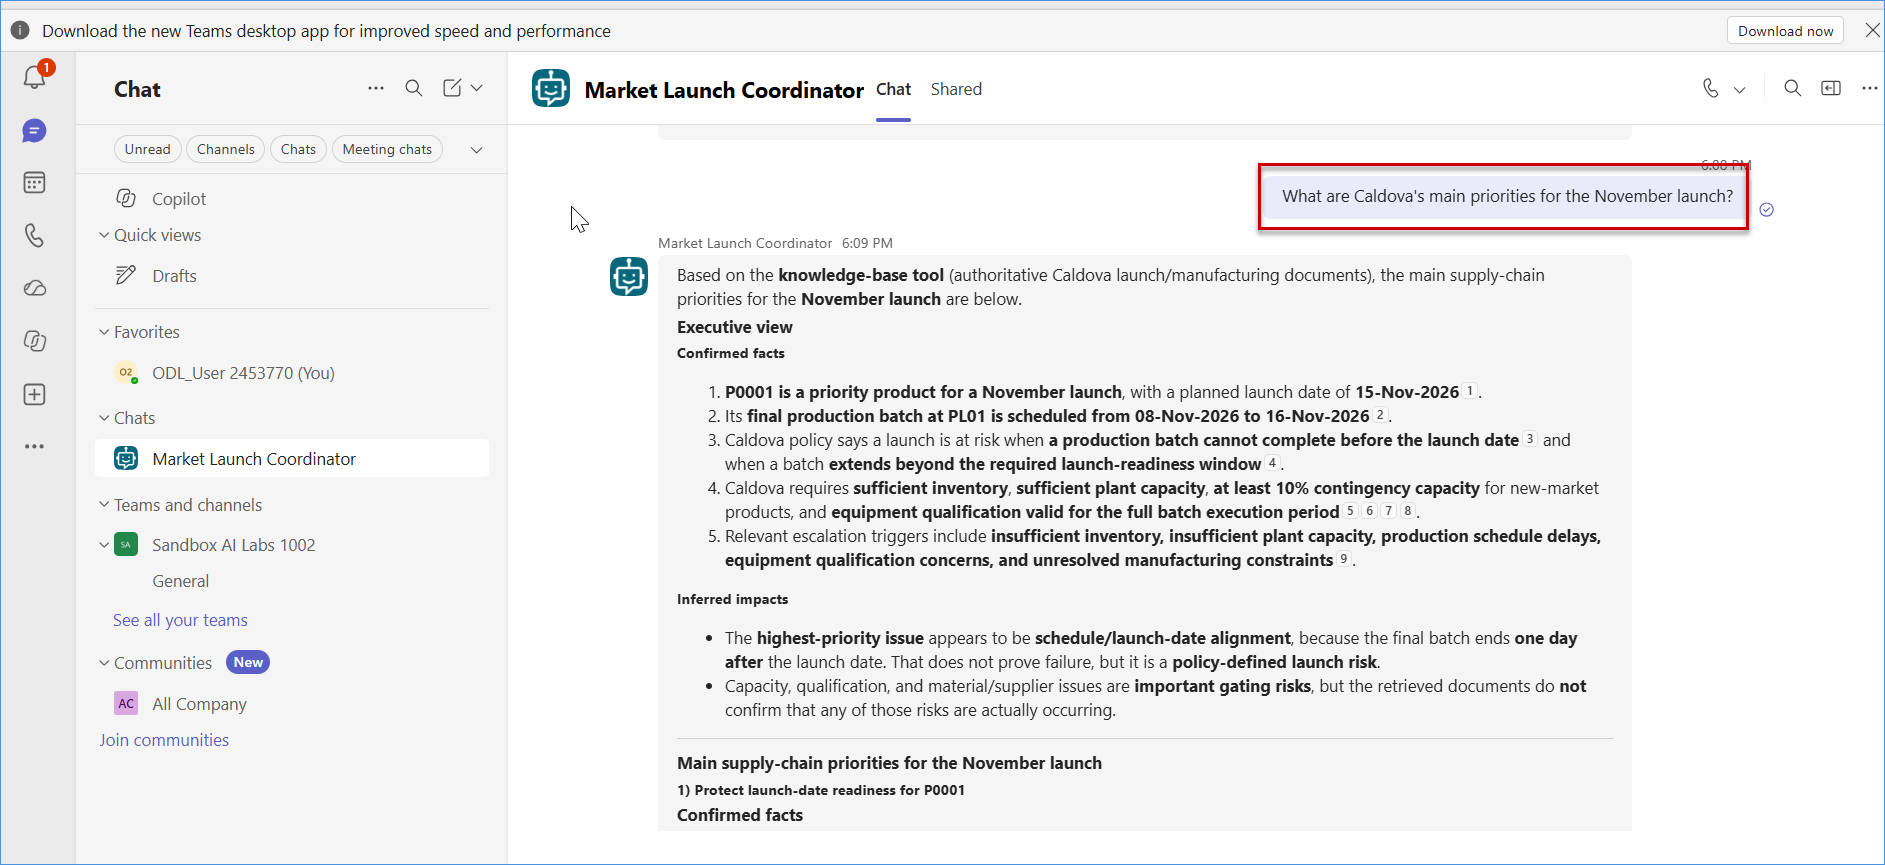 Download the new Teams desktop app for improved speed and performance
Download now
1
Chat
Unread
Channels
Chats
Meeting chats
Copilot
Quick views
Drafts
Favorites
O2
ODL_User 2453770 (You)
Chats
Market Launch Coordinator
Teams and channels
SA
Sandbox AI Labs 1002
General
See all your teams
Communities New
AC
All Company
Join communities
Market Launch Coordinator
Chat
Shared
6:08 PM
What are Caldova's main priorities for the November launch?
Market Launch Coordinator 6:09 PM
Based on the knowledge-base tool (authoritative Caldova launch/manufacturing documents), the main supply-chain
priorities for the November launch are below.
Executive view
Confirmed facts
1. P0001 is a priority product for a November launch, with a planned launch date of 15-Nov-2026 1.
2. Its final production batch at PL01 is scheduled from 08-Nov-2026 to 16-Nov-2026 2.
3. Caldova policy says a launch is at risk when a production batch cannot complete before the launch date 3 and
when a batch extends beyond the required launch-readiness window 4.
4. Caldova requires sufficient inventory, sufficient plant capacity, at least 10% contingency capacity for new-market
products, and equipment qualification valid for the full batch execution period 5 6 7 8.
5. Relevant escalation triggers include insufficient inventory, insufficient plant capacity, production schedule delays,
equipment qualification concerns, and unresolved manufacturing constraints 9.
Inferred impacts
• The highest-priority issue appears to be schedule/launch-date alignment, because the final batch ends one day
after the launch date. That does not prove failure, but it is a policy-defined launch risk.
• Capacity, qualification, and material/supplier issues are important gating risks, but the retrieved documents do not
confirm that any of those risks are actually occurring.
Main supply-chain priorities for the November launch
1) Protect launch-date readiness for P0001
Confirmed facts